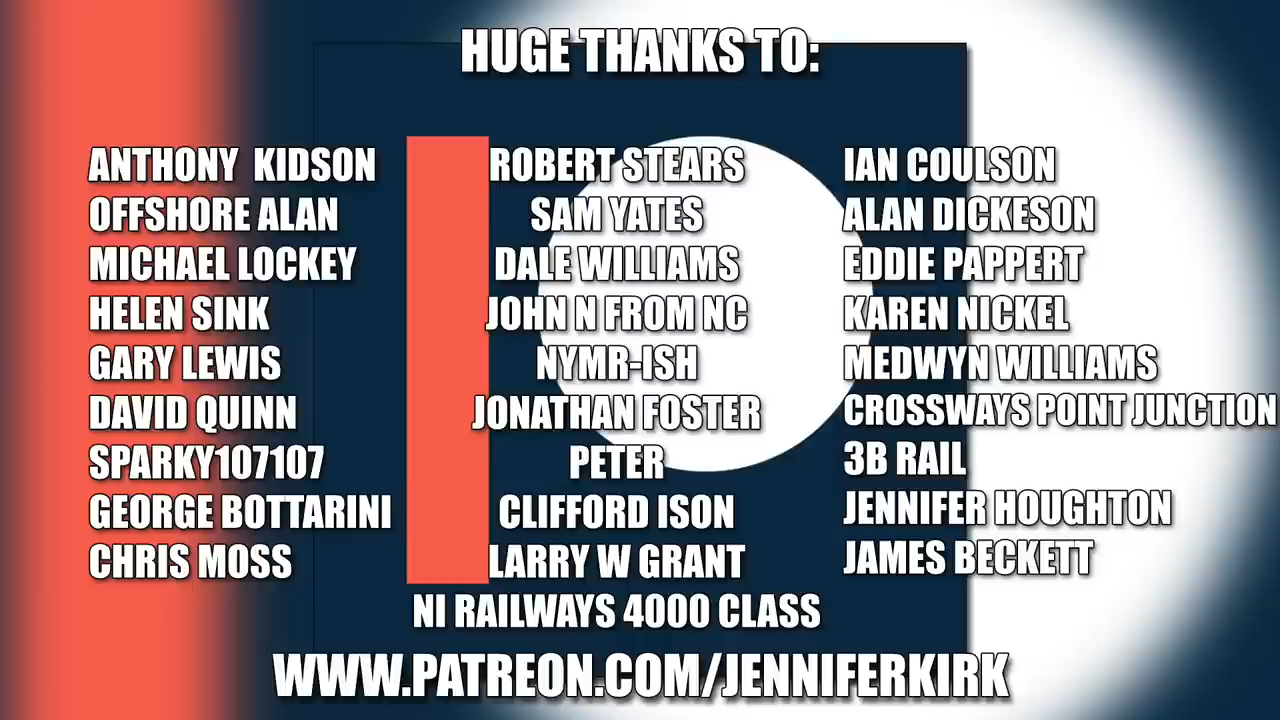 HUGE THANKS TO:
ANTHONY KIDSON
OFFSHORE ALAN
MICHAEL LOCKEY
HELEN SINK
GARY LEWIS
DAVID QUINN
SPARKY107107
GEORGE BOTTARINI
CHRIS MOSS
ROBERT STEARS
SAM YATES
DALE WILLIAMS
JOHN N FROM NC
NYMR-ISH
JONATHAN FOSTER
PETER
CLIFFORD ISON
LARRY W GRANT
NI RAILWAYS 4000 CLASS
IAN COULSON
ALAN DICKESON
EDDIE PAPPERT
KAREN NICKEL
MEDWYN WILLIAMS
CROSSWAYS POINT JUNCTION
3B RAIL
JENNIFER HOUGHTON
JAMES BECKETT
WWW.PATREON.COM/JENNIFERKIRK